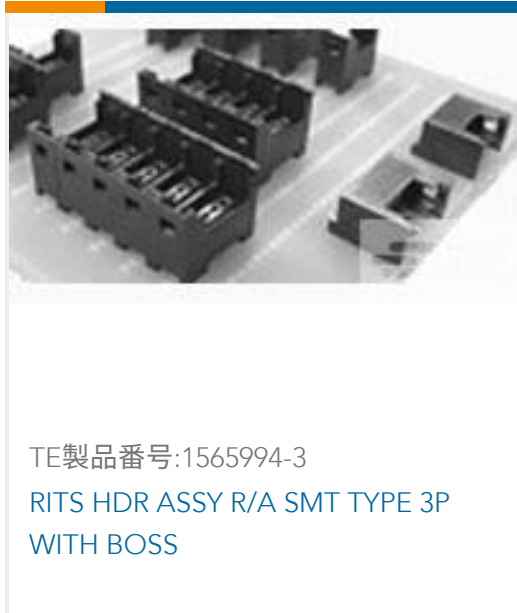 TE製品番号:1565994-3
RITS HDR ASSY R/A SMT TYPE 3P
WITH BOSS